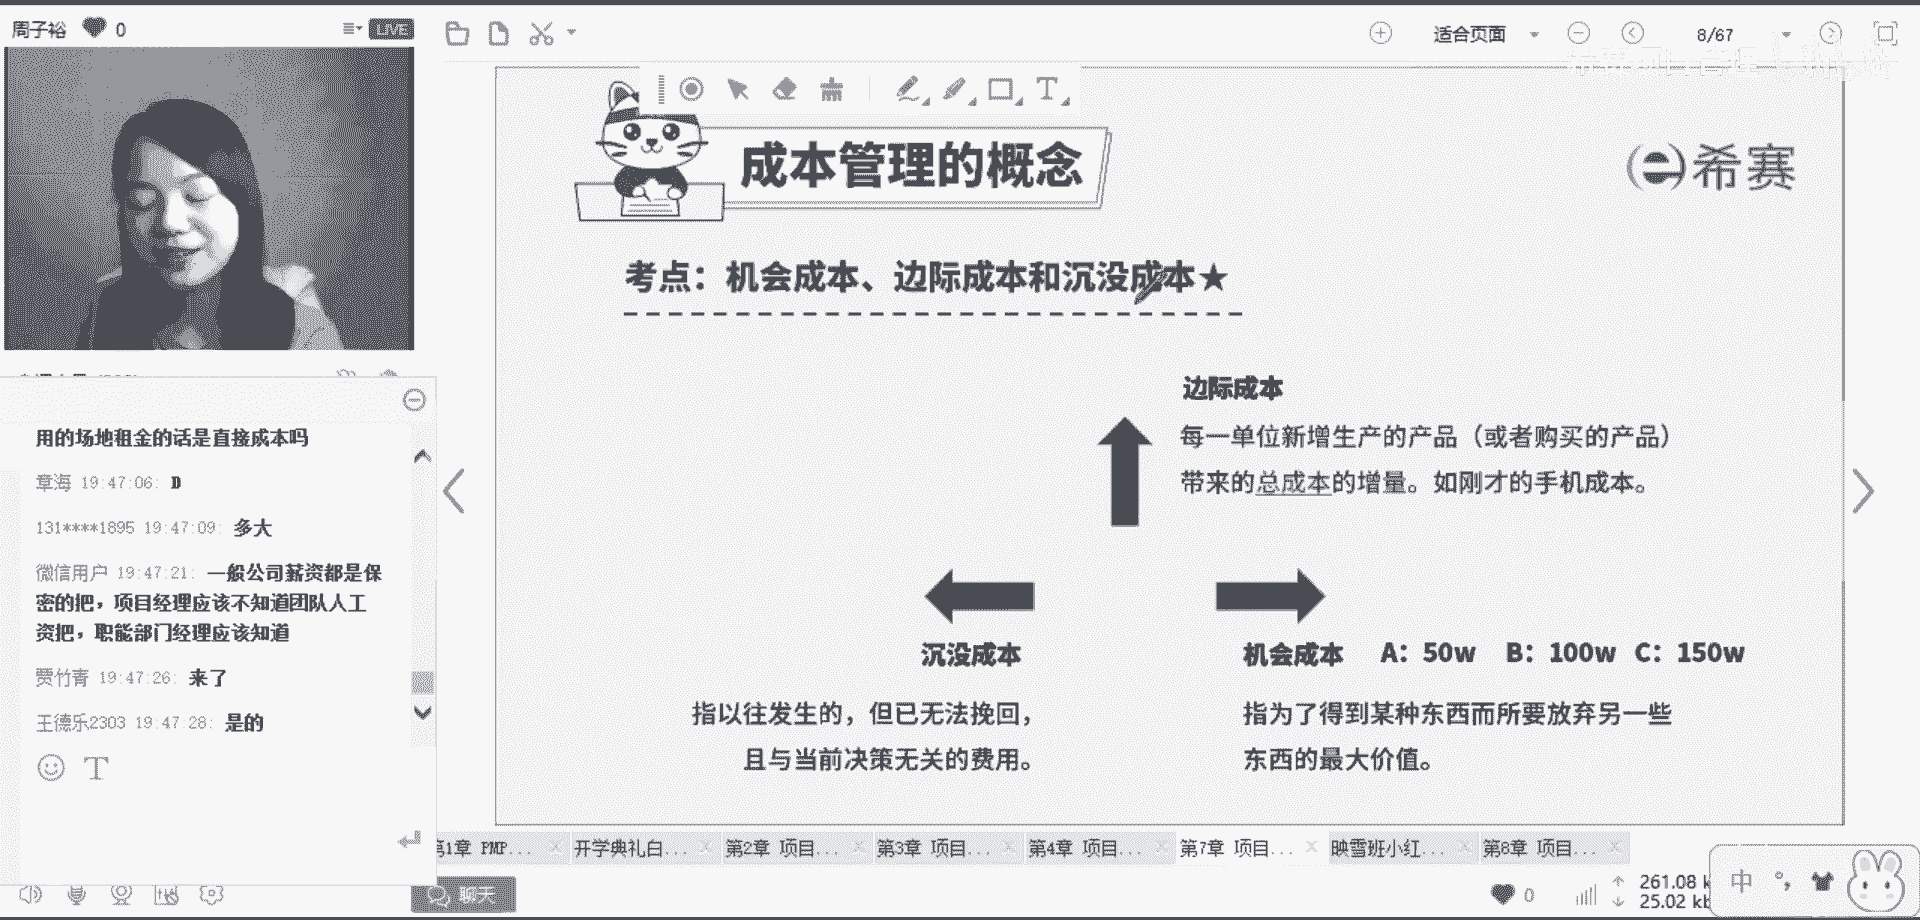 周子裕 0
LIVE
适合页面
8/67
成本管理的概念
希赛
考点：机会成本、边际成本和沉没成本★
边际成本
每一单位新增生产的产品（或者购买的产品）
带来的总成本的增量。如刚才的手机成本。
沉没成本
指以往发生的，但已无法挽回，
且与当前决策无关的费用。
机会成本 A：50w B：100w C：150w
指为了得到某种东西而所要放弃另一些
东西的最大价值。
用的场地租金的话是直接成本吗
章海 19:47:06: D
131****1895 19:47:09: 多大
微信用户 19:47:21: 一般公司薪资都是保
密的把，项目经理应该不知道团队人工
资把，职能部门经理应该知道
贾竹青 19:47:26: 来了
王德乐2303 19:47:28: 是的
第1章 PMP...
开学典礼白...
第2章 项目...
第3章 项目...
第4章 项目...
第7章 项目...
映雪班小红...
第8章 项目...
聊天
0
261.08
25.02
中